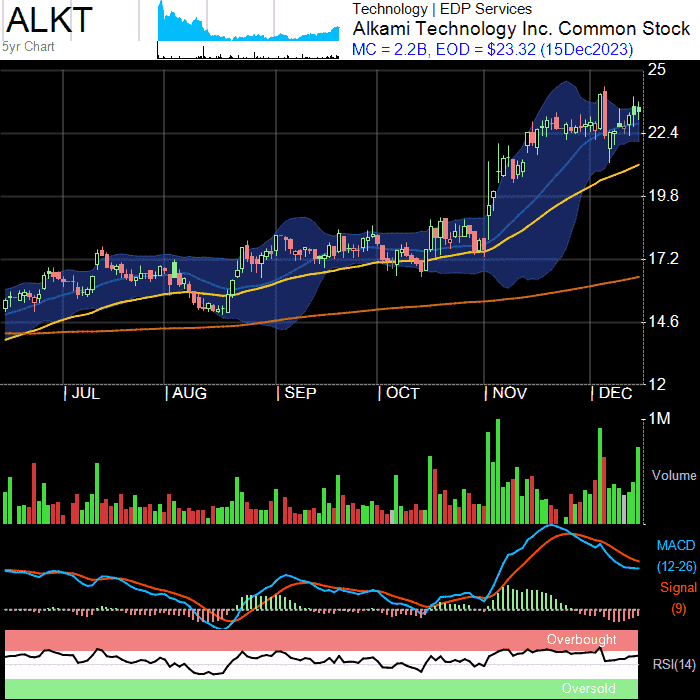 ALKT
5yr Chart
Technology | EDP Services
Alkami Technology Inc. Common Stock
MC = 2.2B, EOD = $23.32 (15Dec2023)
25
22.4
19.8
17.2
14.6
12
| JUL | AUG | SEP | OCT | NOV | DEC
1M
Volume
MACD
(12-26)
Signal
(9)
Overbought
RSI(14)
Oversold